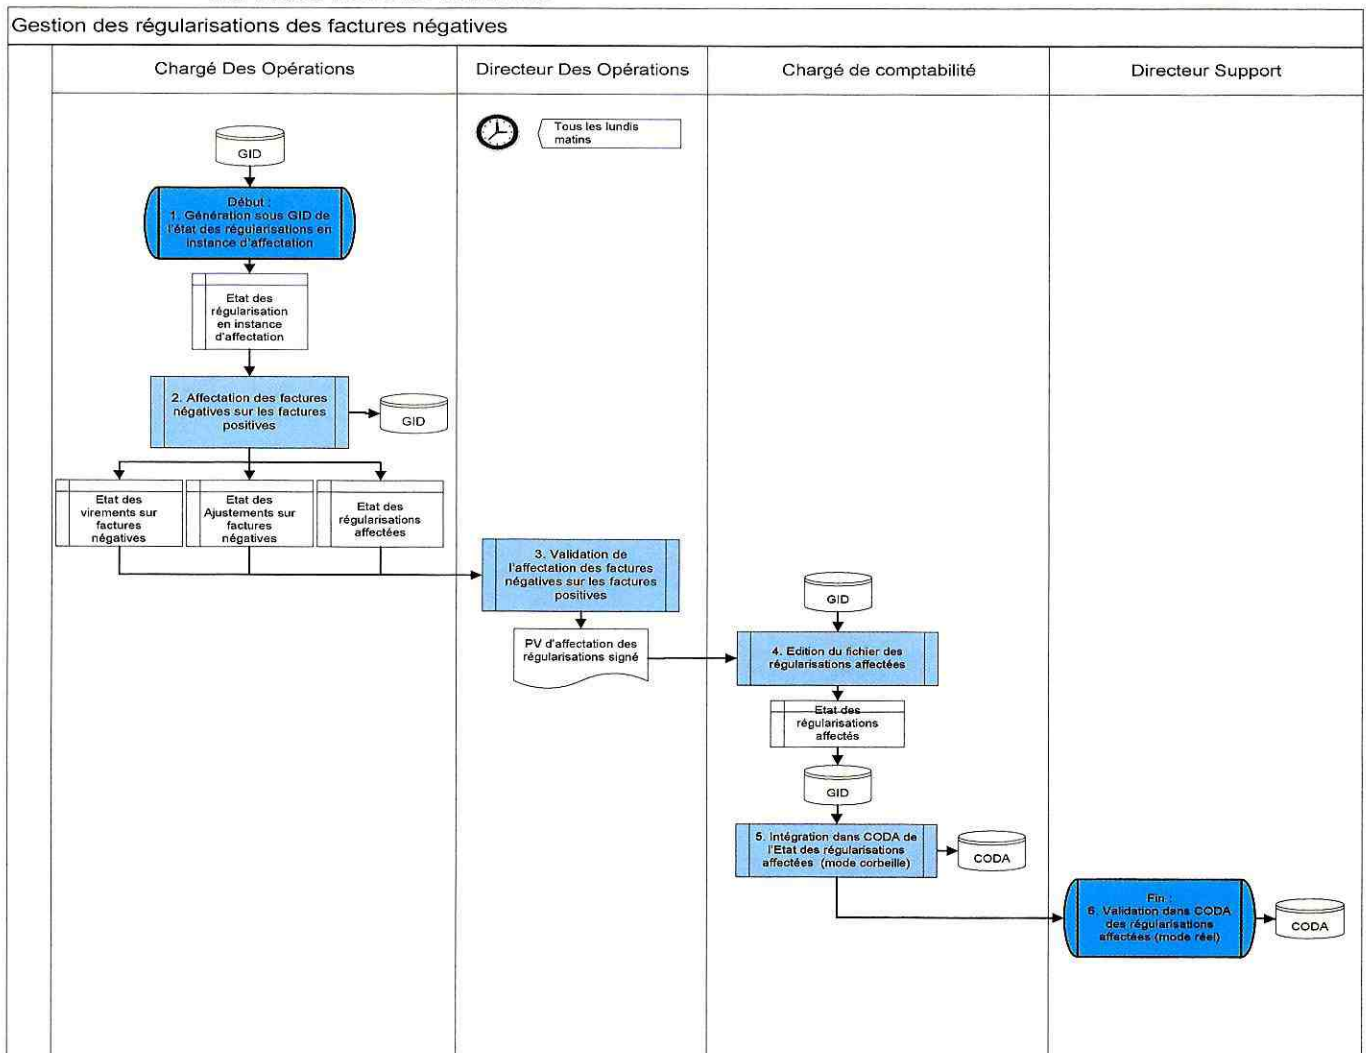 Gestion des régularisations des factures négatives
Chargé Des Opérations
Directeur Des Opérations
Chargé de comptabilité
Directeur Support
Tous les lundis
matins
GID
Début :
1. Génération sous GID de
l'état des régularisations en
instance d'affectation
Etat des
régularisation
en instance
d'affectation
2. Affectation des factures
négatives sur les factures
positives
GID
Etat des
virements sur
factures
négatives
Etat des
Ajustements sur
factures
négatives
Etat des
régularisations
affectées
3. Validation de
l'affectation des factures
négatives sur les factures
positives
PV d'affectation des
régularisations signé
GID
4. Edition du fichier des
régularisations affectées
Etat des
régularisations
affectés
GID
5. Intégration dans CODA de
l'Etat des régularisations
affectées (mode corbeille)
CODA
Fin :
6. Validation dans CODA
des régularisations
affectées (mode réel)
CODA